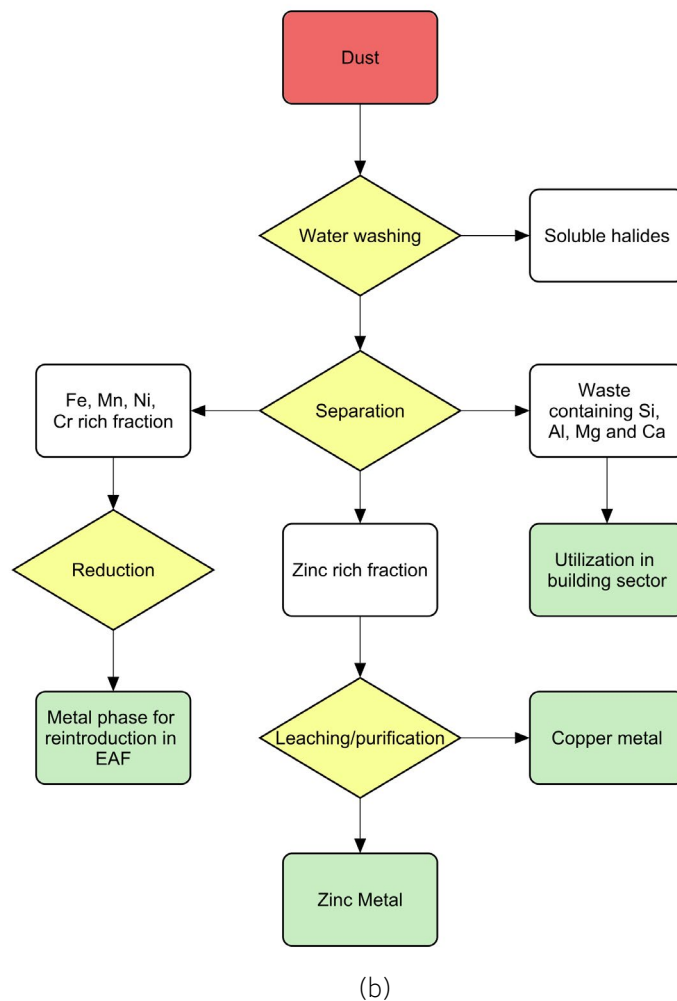 Dust
Water washing
Soluble halides
Fe, Mn, Ni,
Cr rich fraction
Separation
Waste
containing Si,
Al, Mg and Ca
Reduction
Zinc rich fraction
Utilization in
building sector
Metal phase for
reintroduction in
EAF
Leaching/purification
Copper metal
Zinc Metal
(b)